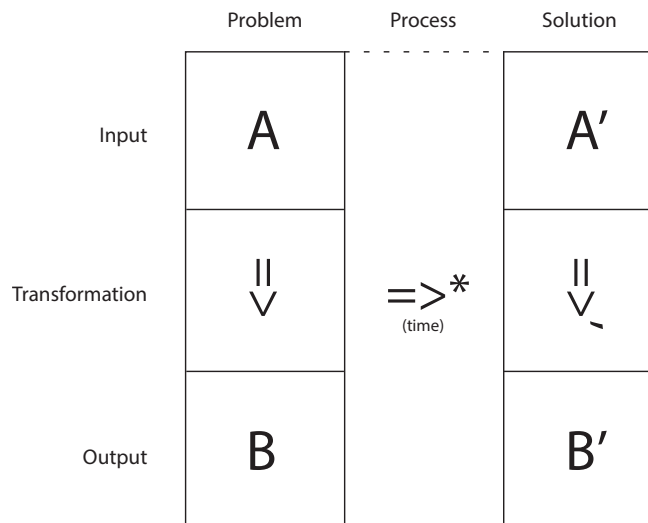 Problem Process Solution
Input A A′
Transformation => =>* =>′
(time)
Output B B′